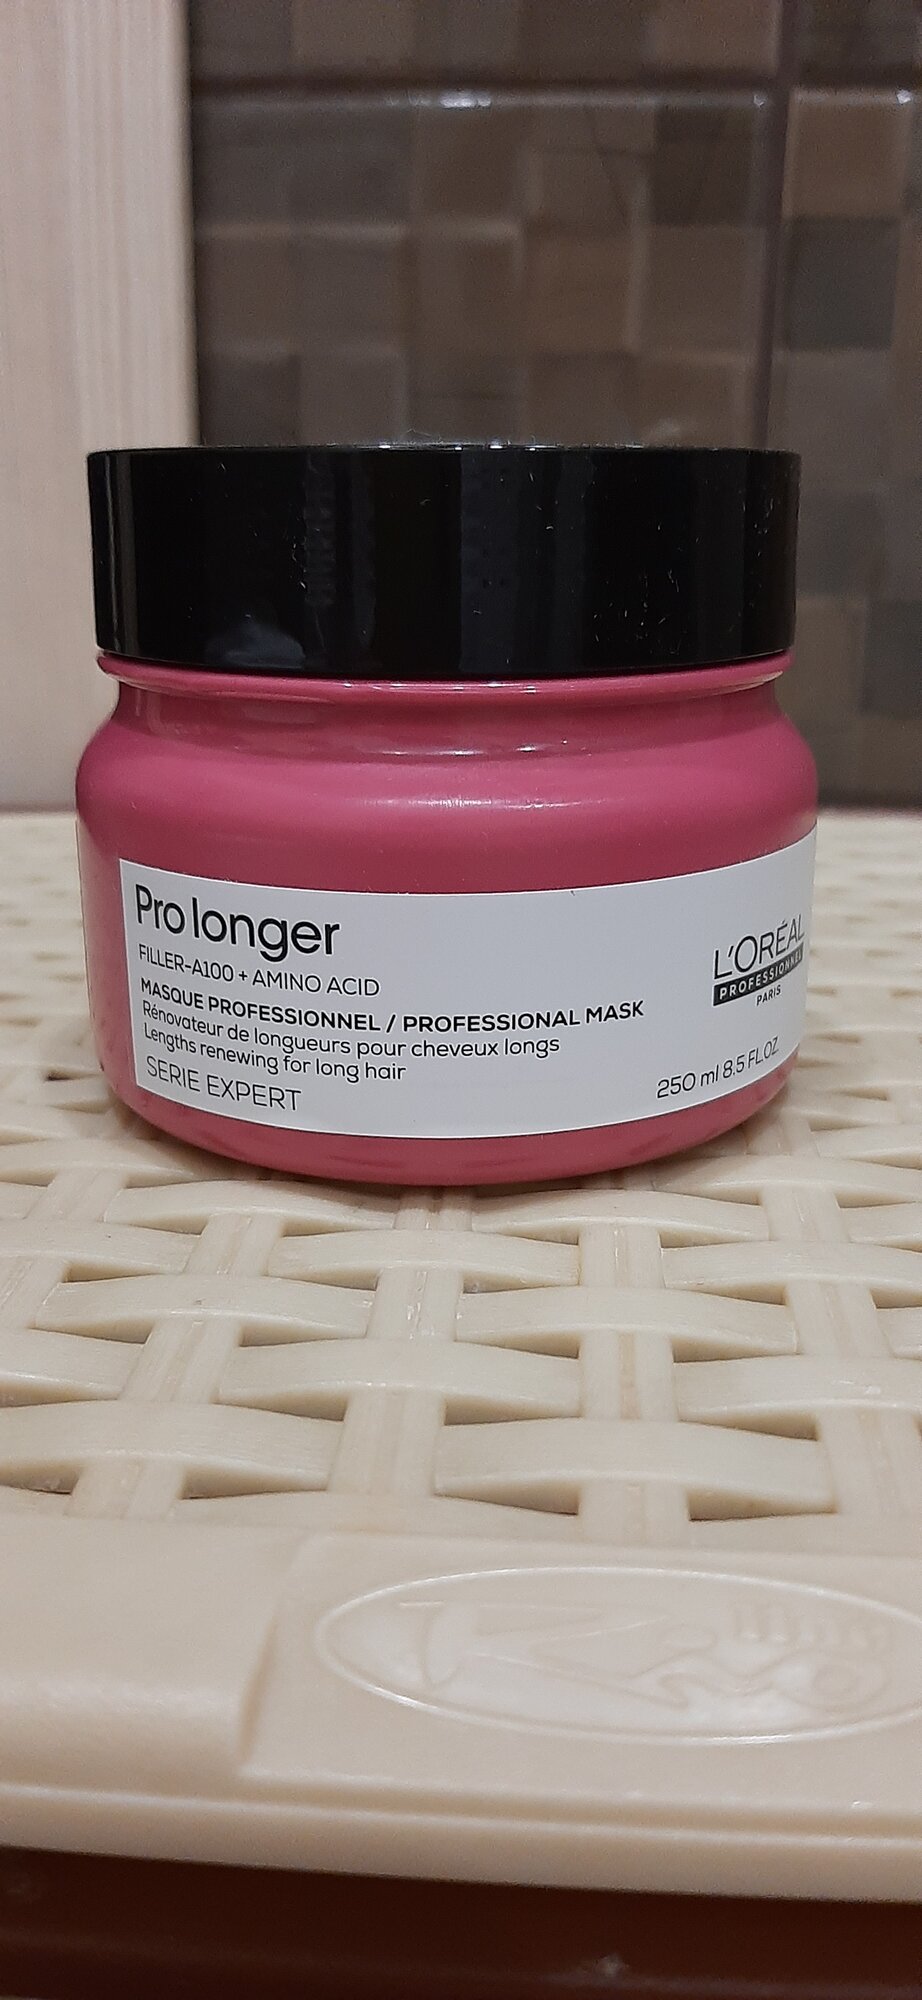 Pro longer
FILLER-A100 + AMINO ACID
MASQUE PROFESSIONNEL / PROFESSIONAL MASK
Rénovateur de longueurs pour cheveux longs
Lengths renewing for long hair
SERIE EXPERT
L'ORÉAL
PROFESSIONNEL
PARIS
250 ml 8.5 FL.OZ